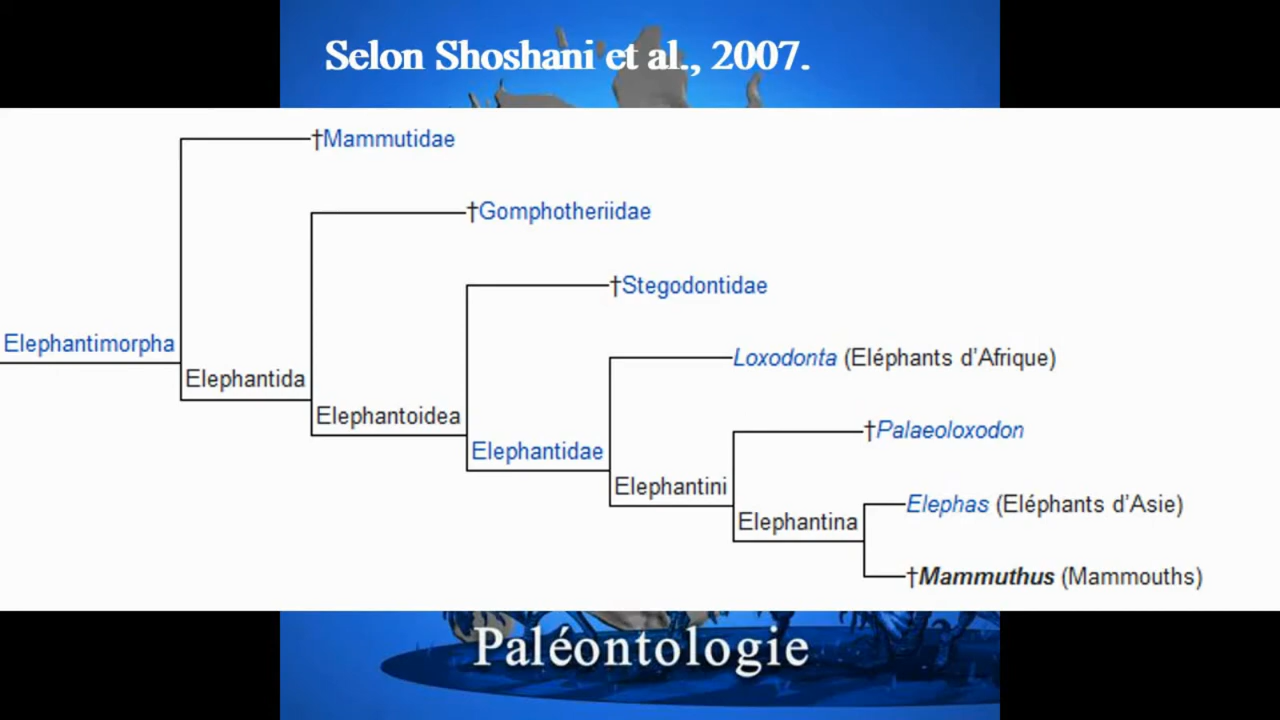 Selon Shoshani et al., 2007.
†Mammutidae
†Gomphotheriidae
†Stegodontidae
Elephantimorpha
Loxodonta (Eléphants d'Afrique)
Elephantida
Elephantoidea
†Palaeoloxodon
Elephantidae
Elephantini
Elephas (Eléphants d'Asie)
Elephantina
†Mammuthus (Mammouths)
Paléontologie